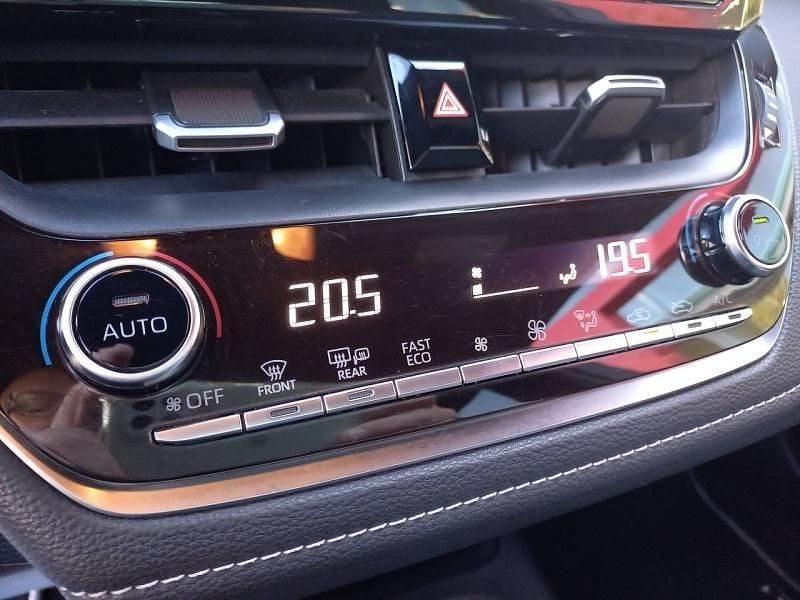 20.5
19.5
AUTO
OFF
FRONT
REAR
FAST
ECO
A/C